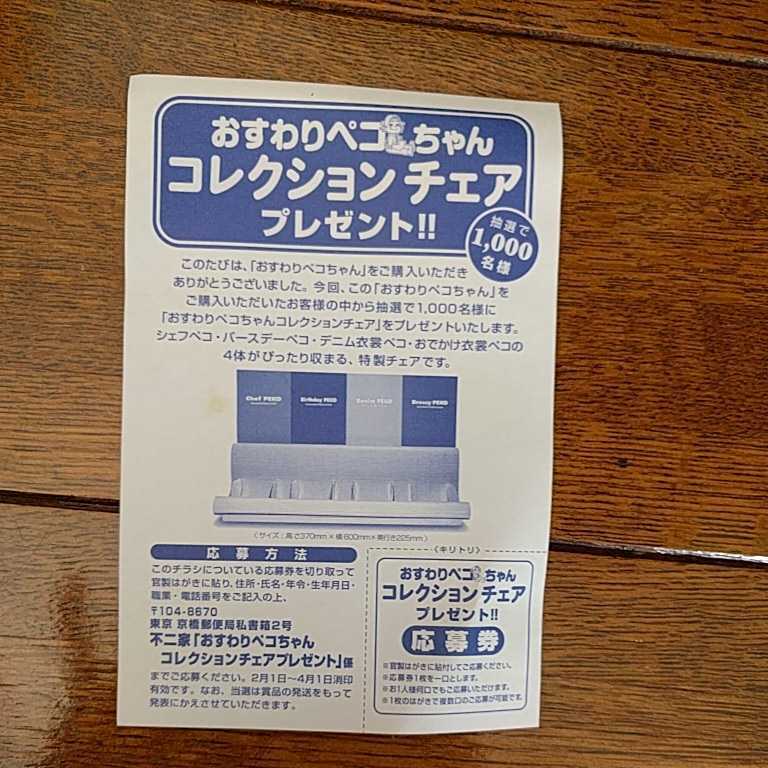 おすわりペコちゃん
コレクションチェア
プレゼント!!
抽選で
1,000
名様
このたびは、「おすわりペコちゃん」をご購入いただき
ありがとうございました。今回、この「おすわりペコちゃん」を
ご購入いただいたお客様の中から抽選で1,000名様に
「おすわりペコちゃんコレクションチェア」をプレゼントいたします。
シェフペコ・バースデーペコ・デニム衣裳ペコ・おでかけ衣裳ペコの
4体がぴったり収まる、特製チェアです。
Chef PEKO
Birthday PEKO
Denim PEKO
Dressy PEKO
〈サイズ:高さ370mm×横600mm×奥行き225mm〉
応募方法
このチラシについている応募券を切り取って
官製はがきに貼り、住所・氏名・年令・生年月日・
職業・電話番号をご記入の上、
〒104-8670
東京 京橋郵便局私書箱2号
不二家「おすわりペコちゃん
コレクションチェアプレゼント」係
までご応募ください。2月1日〜4月1日消印
有効です。なお、当選は賞品の発送をもって
発表にかえさせていただきます。
〈キリトリ〉
おすわりペコちゃん
コレクションチェア
プレゼント!!
応募券
※官製はがきに貼付してご応募ください。
※応募券1枚を一口とします。
※お1人様何口でもご応募いただけます。
※1枚のはがきで複数口のご応募が可能です。